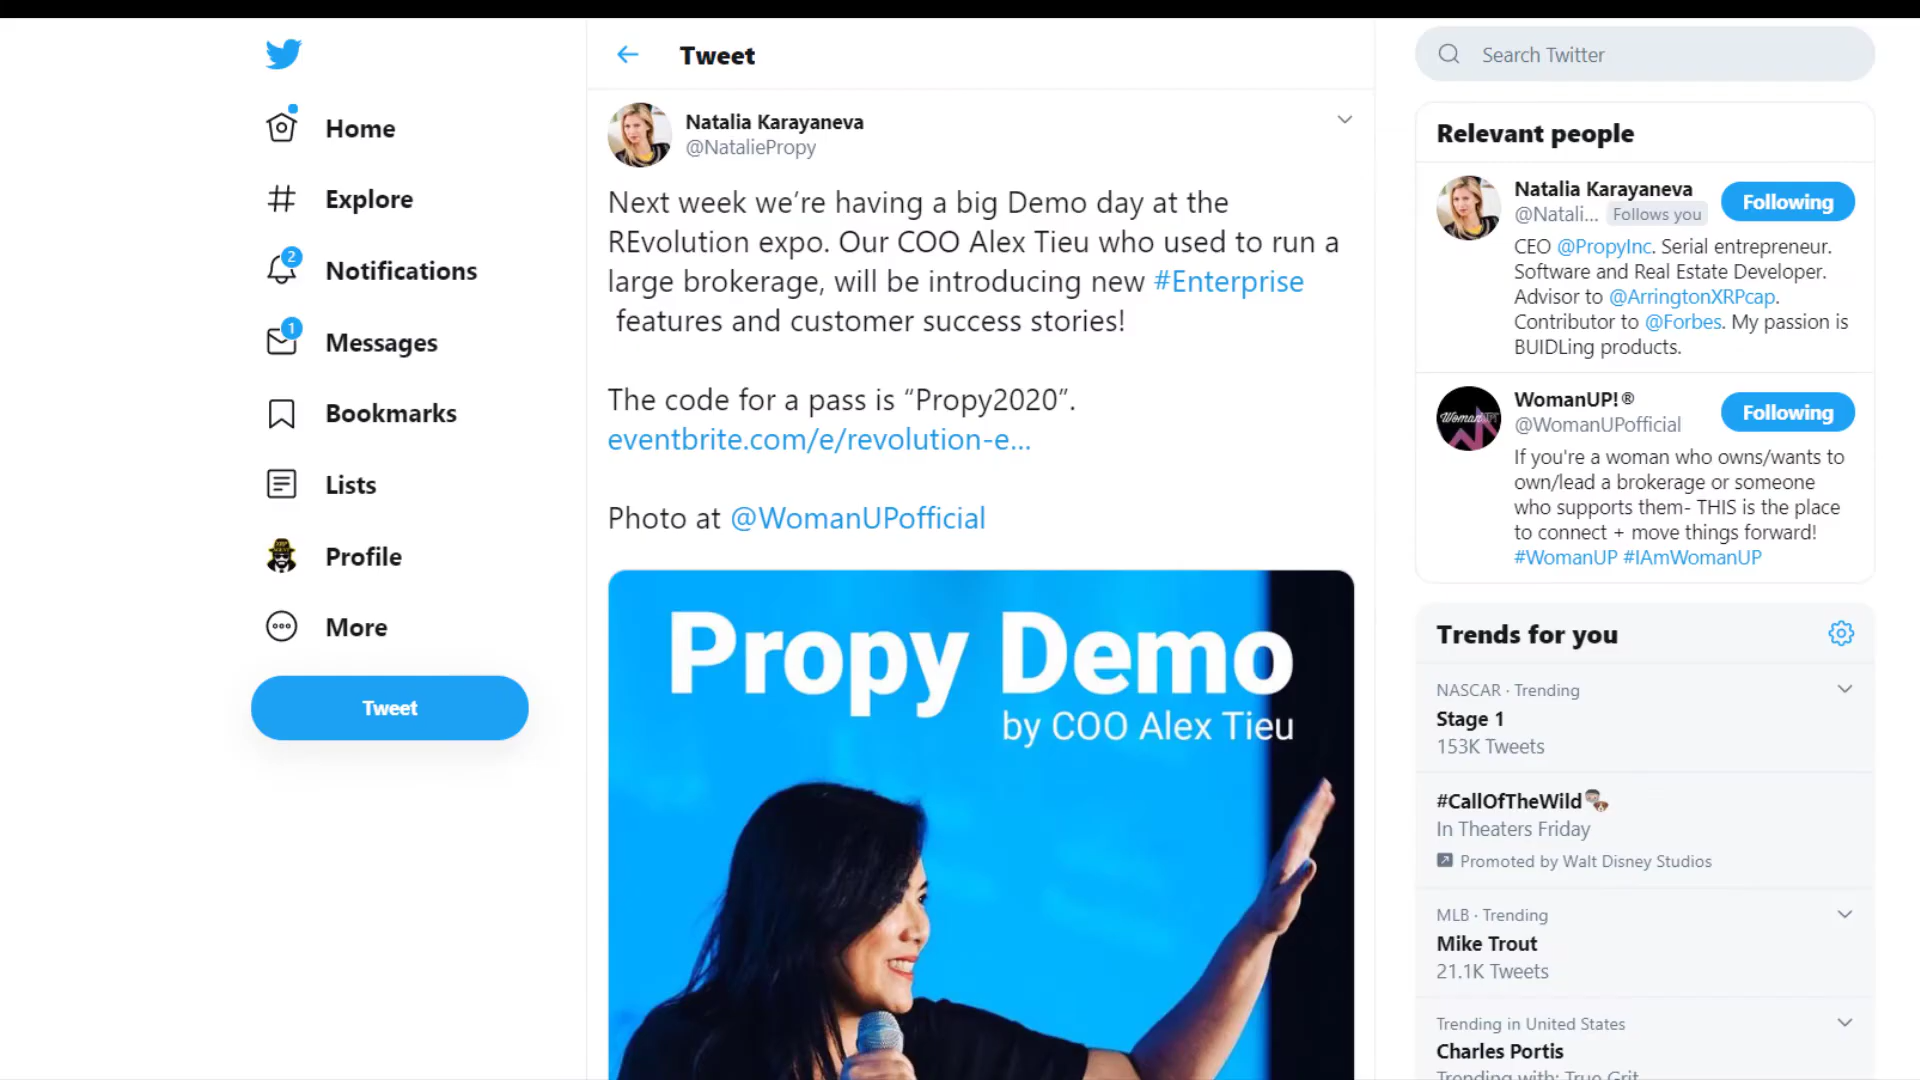 Home
Explore
2
Notifications
1
Messages
Bookmarks
Lists
Profile
More
Tweet
Tweet
Natalia Karayaneva
@NataliePropy
Next week we’re having a big Demo day at the
REvolution expo. Our COO Alex Tieu who used to run a
large brokerage, will be introducing new #Enterprise
features and customer success stories!
The code for a pass is “Propy2020”.
eventbrite.com/e/revolution-e...
Photo at @WomanUPofficial
Propy Demo
by COO Alex Tieu
Search Twitter
Relevant people
Natalia Karayaneva
@Natali... Follows you
Following
CEO @PropyInc. Serial entrepreneur.
Software and Real Estate Developer.
Advisor to @ArringtonXRPcap.
Contributor to @Forbes. My passion is
BUIDLing products.
WomanUP!®
@WomanUPofficial
Following
If you're a woman who owns/wants to
own/lead a brokerage or someone
who supports them- THIS is the place
to connect + move things forward!
#WomanUP #IAmWomanUP
Trends for you
NASCAR · Trending
Stage 1
153K Tweets
#CallOfTheWild
In Theaters Friday
Promoted by Walt Disney Studios
MLB · Trending
Mike Trout
21.1K Tweets
Trending in United States
Charles Portis
Trending with: True Grit